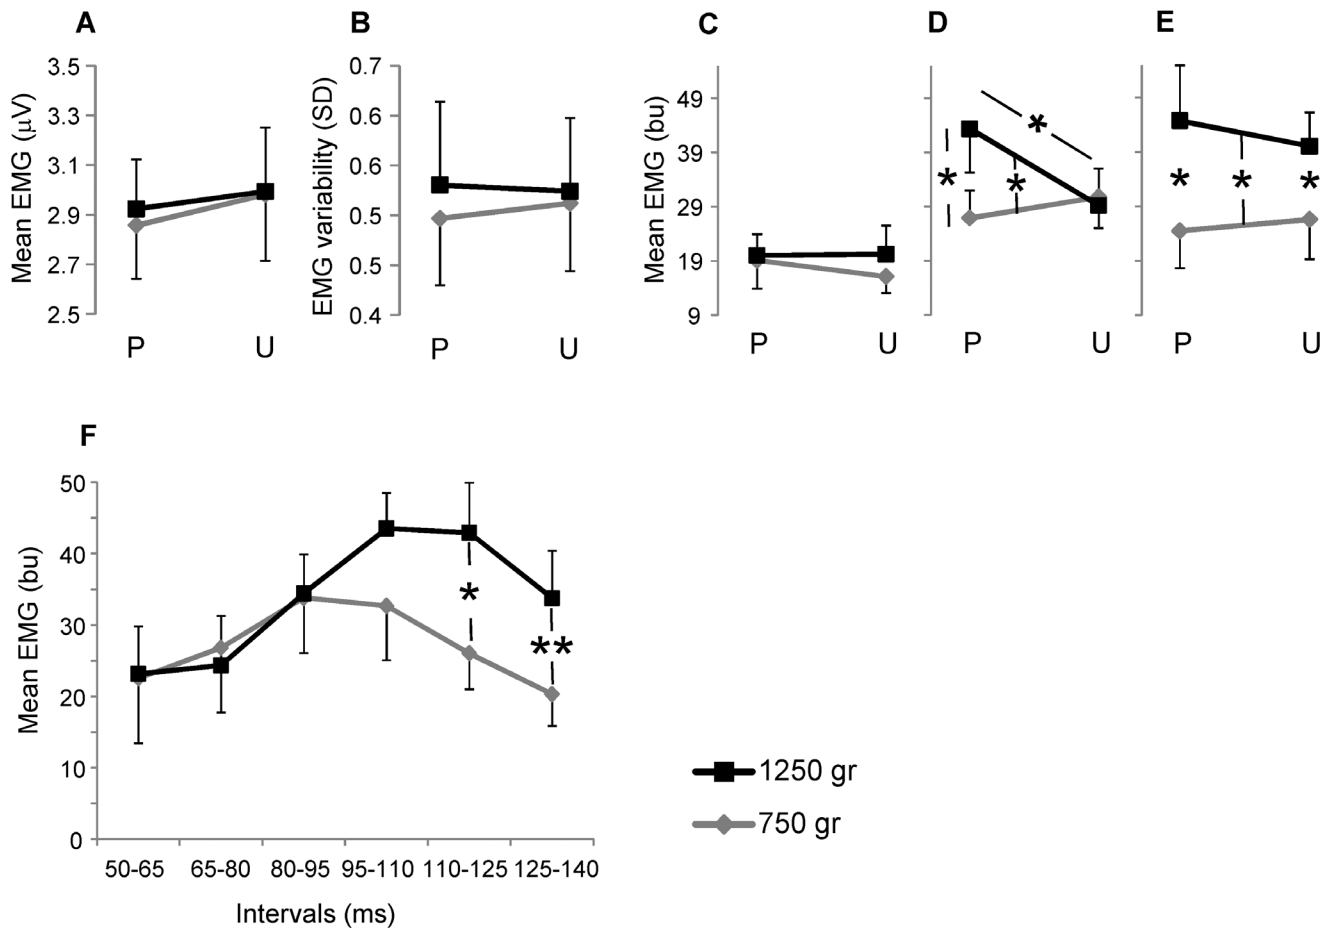 A
Mean EMG (µV)
3.5
3.3
3.1
2.9
2.7
2.5
P U
B
EMG variability (SD)
0.7
0.6
0.6
0.5
0.5
0.4
P U
C
Mean EMG (bu)
49
39
29
19
9
P U
D
*
* *
P U
E
* * *
P U
F
Mean EMG (bu)
50
40
30
20
10
0
*
**
50-65 65-80 80-95 95-110 110-125 125-140
Intervals (ms)
1250 gr
750 gr